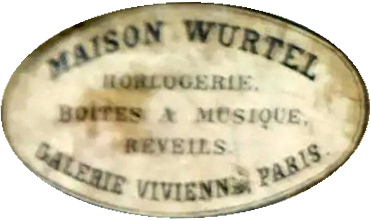 MAISON WURTEL
HORLOGERIE.
BOITES A MUSIQUE,
REVEILS.
GALERIE VIVIENNE, PARIS.